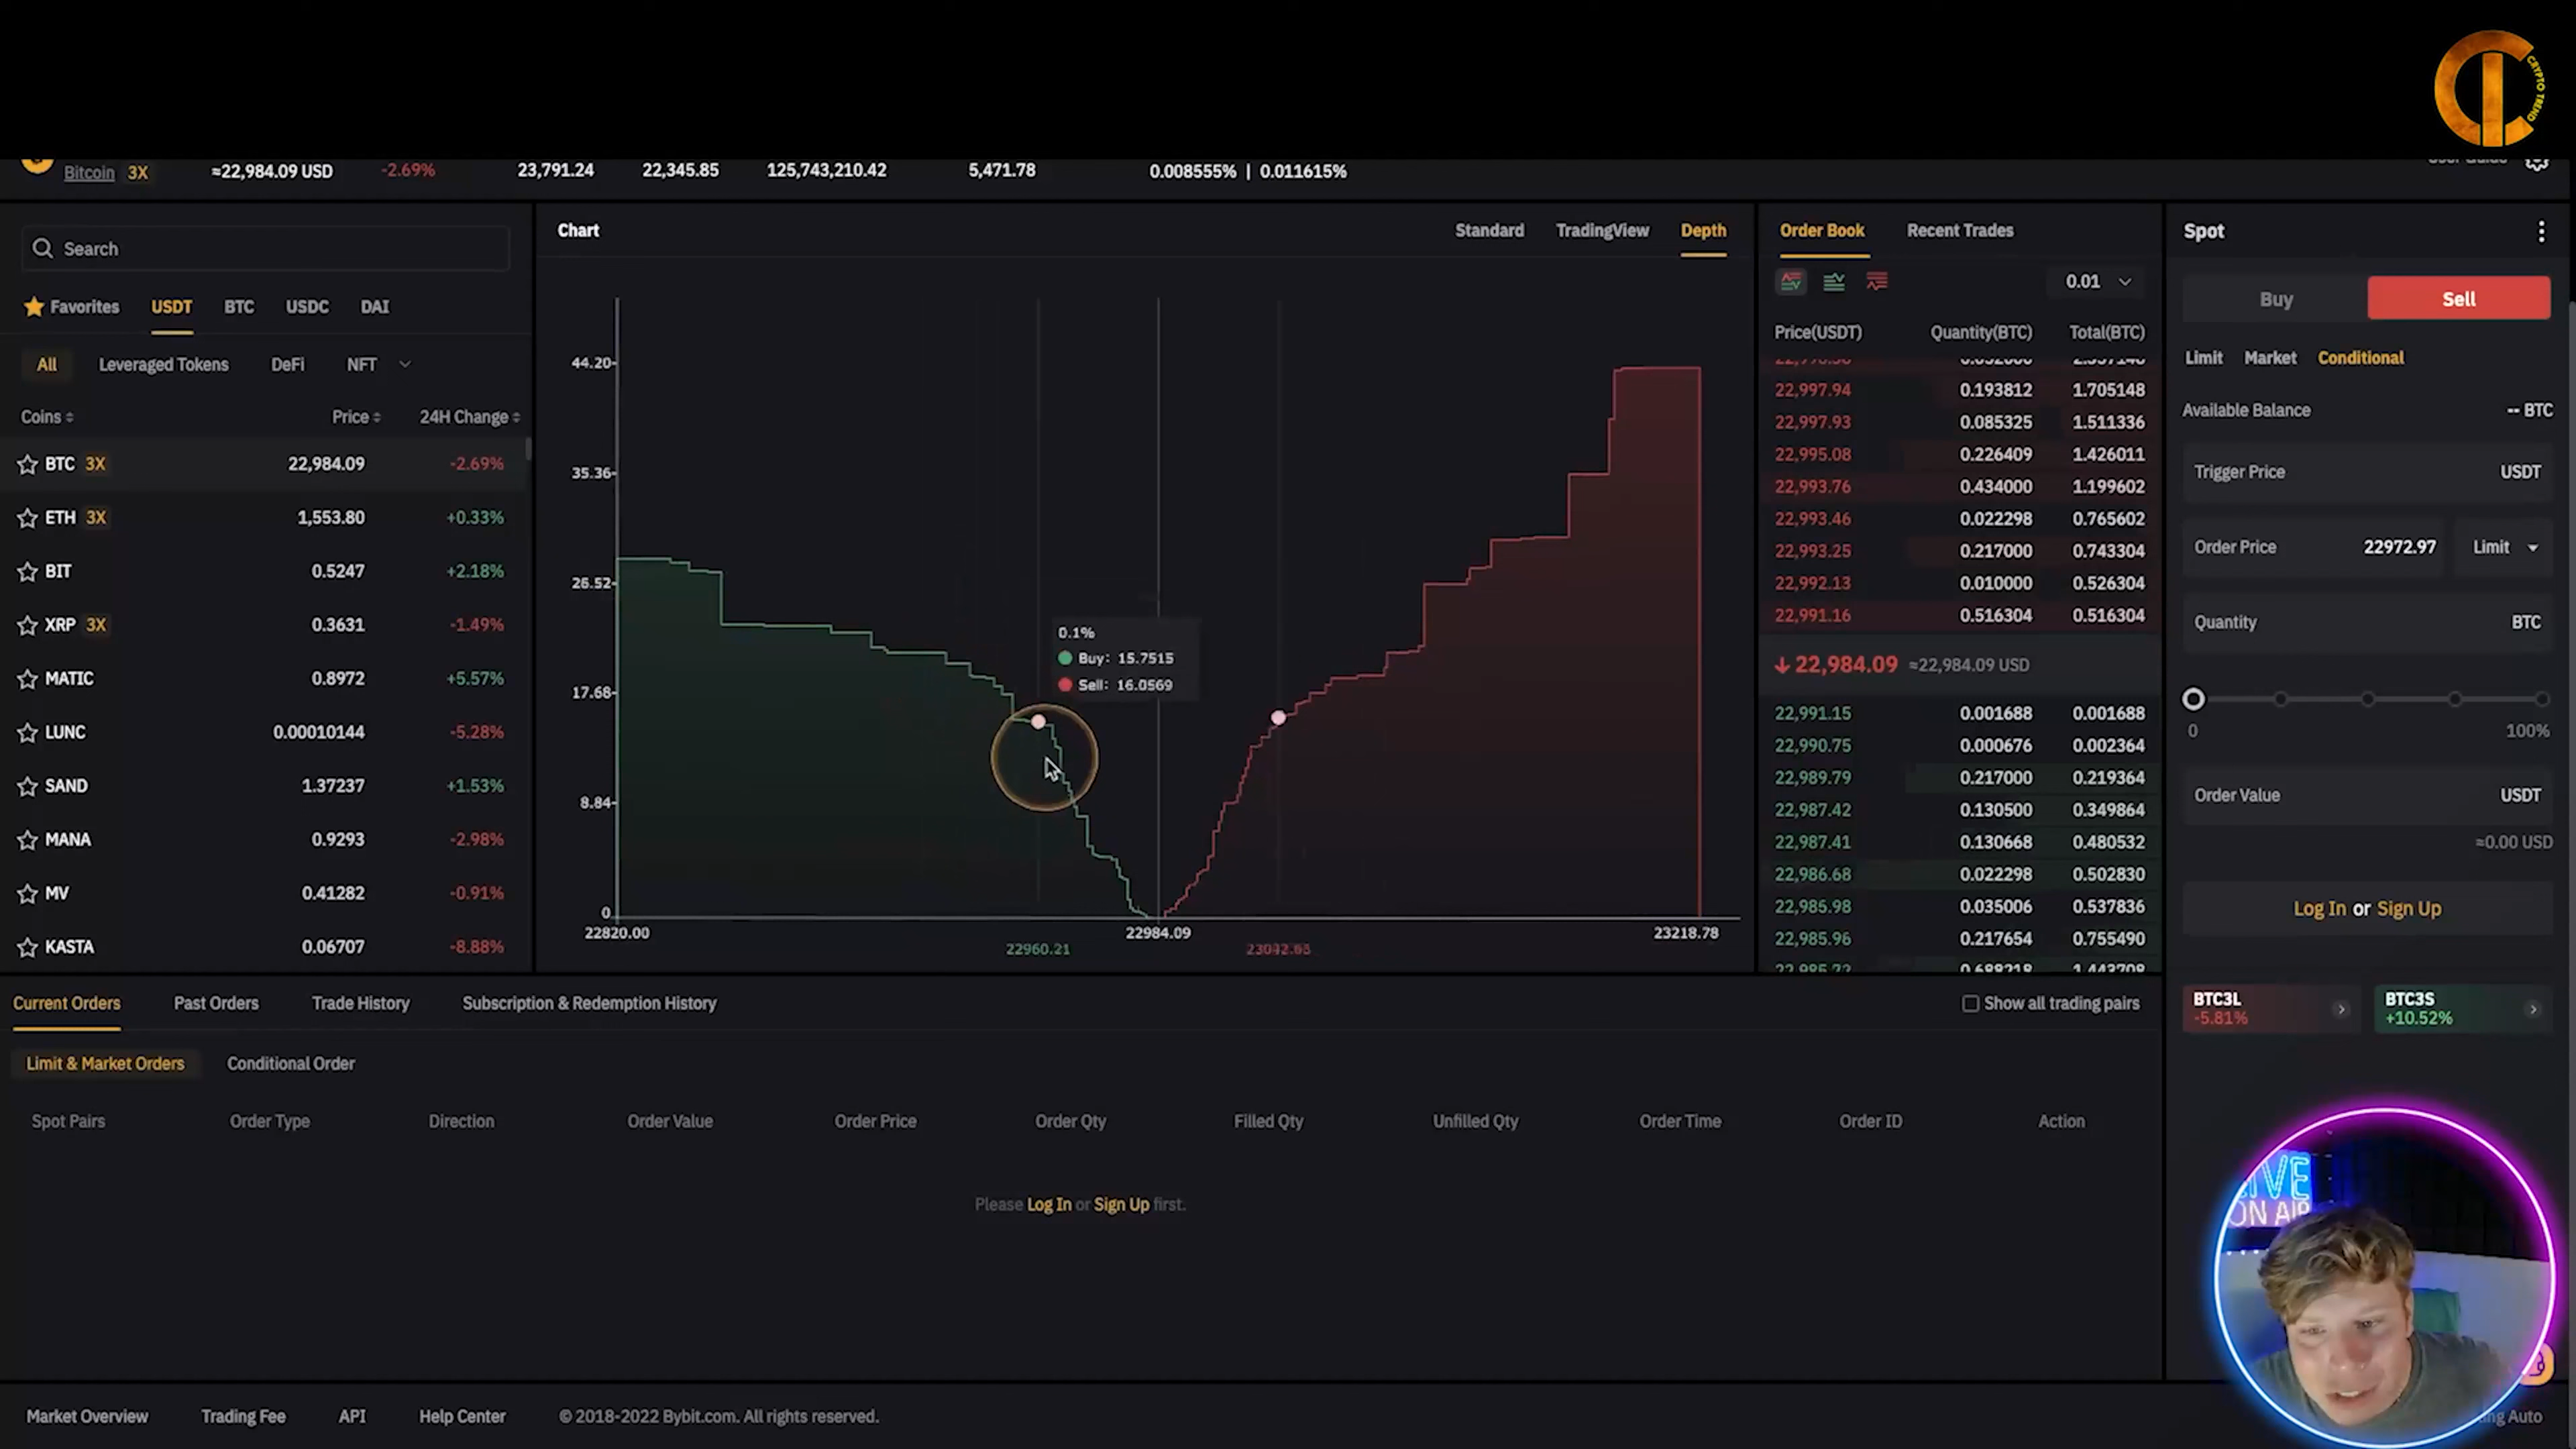 CRYPTO TREND
Bitcoin 3X ≈22,984.09 USD -2.69% 23,791.24 22,345.85 125,743,210.42 5,471.78 0.008555% | 0.011615%
Search
Favorites USDT BTC USDC DAI
All Leveraged Tokens DeFi NFT
Coins Price 24H Change
BTC 3X 22,984.09 -2.69%
ETH 3X 1,553.80 +0.33%
BIT 0.5247 +2.18%
XRP 3X 0.3631 -1.49%
MATIC 0.8972 +5.57%
LUNC 0.00010144 -5.28%
SAND 1.37237 +1.53%
MANA 0.9293 -2.98%
MV 0.41282 -0.91%
KASTA 0.06707 -8.88%
Chart Standard TradingView Depth
44.20
35.36
26.52
17.68
8.84
0
0.1%
Buy: 15.7515
Sell: 16.0569
22820.00 22984.09 23218.78
22960.21 23042.65
Order Book Recent Trades
0.01
Price(USDT) Quantity(BTC) Total(BTC)
22,997.94 0.193812 1.705148
22,997.93 0.085325 1.511336
22,995.08 0.226409 1.426011
22,993.76 0.434000 1.199602
22,993.46 0.022298 0.765602
22,993.25 0.217000 0.743304
22,992.13 0.010000 0.526304
22,991.16 0.516304 0.516304
22,984.09 ≈22,984.09 USD
22,991.15 0.001688 0.001688
22,990.75 0.000676 0.002364
22,989.79 0.217000 0.219364
22,987.42 0.130500 0.349864
22,987.41 0.130668 0.480532
22,986.68 0.022298 0.502830
22,985.98 0.035006 0.537836
22,985.96 0.217654 0.755490
Spot
Buy Sell
Limit Market Conditional
Available Balance -- BTC
Trigger Price USDT
Order Price 22972.97 Limit
Quantity BTC
0 100%
Order Value USDT
≈0.00 USD
Log In or Sign Up
BTC3L BTC3S
-5.81% +10.52%
Current Orders Past Orders Trade History Subscription & Redemption History Show all trading pairs
Limit & Market Orders Conditional Order
Spot Pairs Order Type Direction Order Value Order Price Order Qty Filled Qty Unfilled Qty Order Time Order ID Action
Please Log In or Sign Up first.
ON AIR
Market Overview Trading Fee API Help Center © 2018-2022 Bybit.com. All rights reserved.
Auto